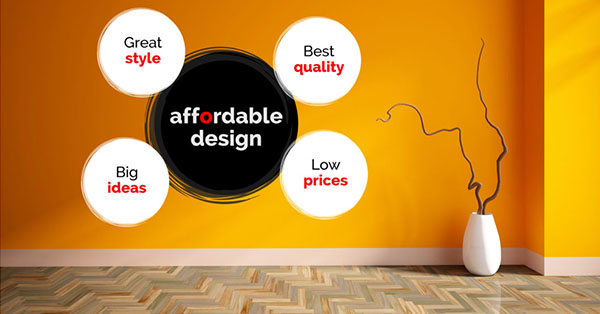 Great
style
Best
quality
affordable
design
Big
ideas
Low
prices